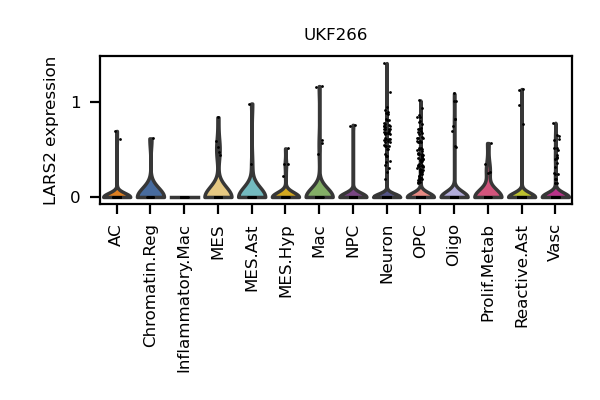 UKF266
LARS2 expression
1
0
AC
Chromatin.Reg
Inflammatory.Mac
MES
MES.Ast
MES.Hyp
Mac
NPC
Neuron
OPC
Oligo
Prolif.Metab
Reactive.Ast
Vasc